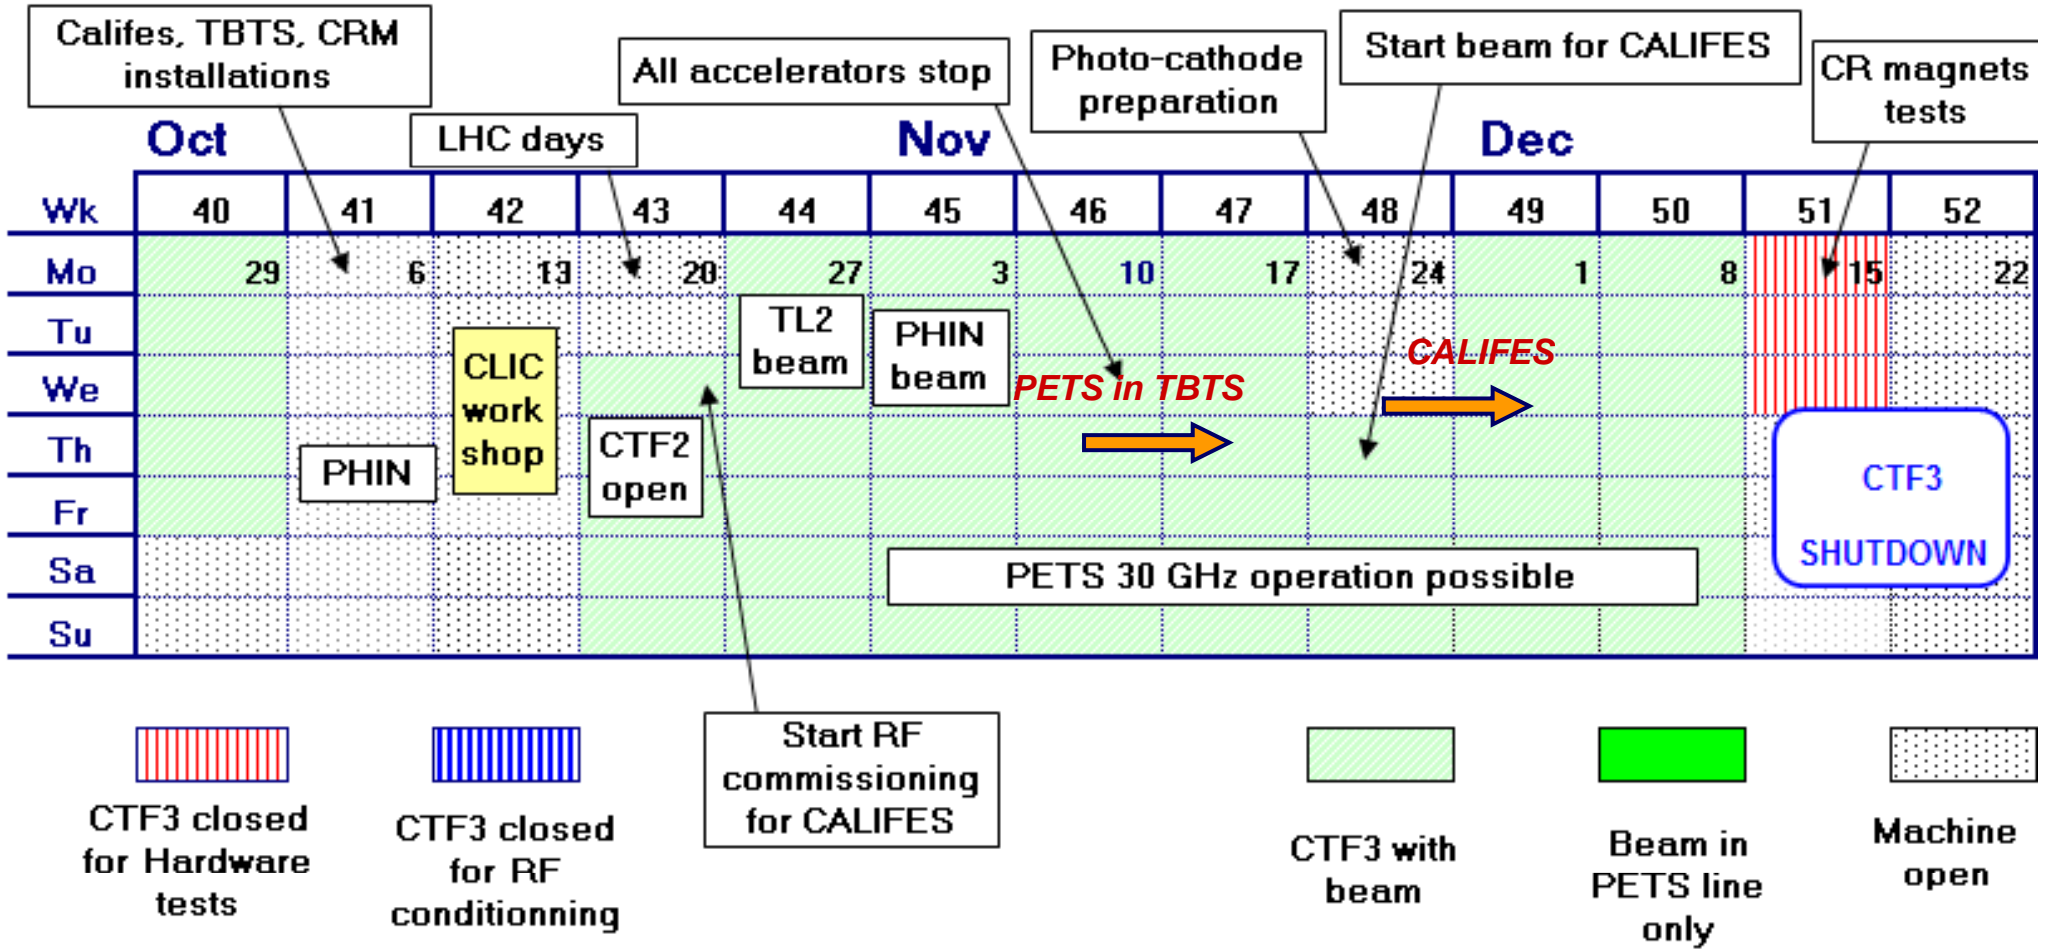 Califes, TBTS, CRM
installations
LHC days
All accelerators stop
Photo-cathode
preparation
Start beam for CALIFES
CR magnets
tests
Oct
Nov
Dec
Wk 40 41 42 43 44 45 46 47 48 49 50 51 52
Mo 29 6 13 20 27 3 10 17 24 1 8 15 22
Tu
We
Th
Fr
Sa
Su
PHIN
CLIC
work
shop
CTF2
open
TL2
beam
PHIN
beam
PETS in TBTS
CALIFES
PETS 30 GHz operation possible
CTF3
SHUTDOWN
Start RF
commissioning
for CALIFES
CTF3 closed
for Hardware
tests
CTF3 closed
for RF
conditionning
CTF3 with
beam
Beam in
PETS line
only
Machine
open